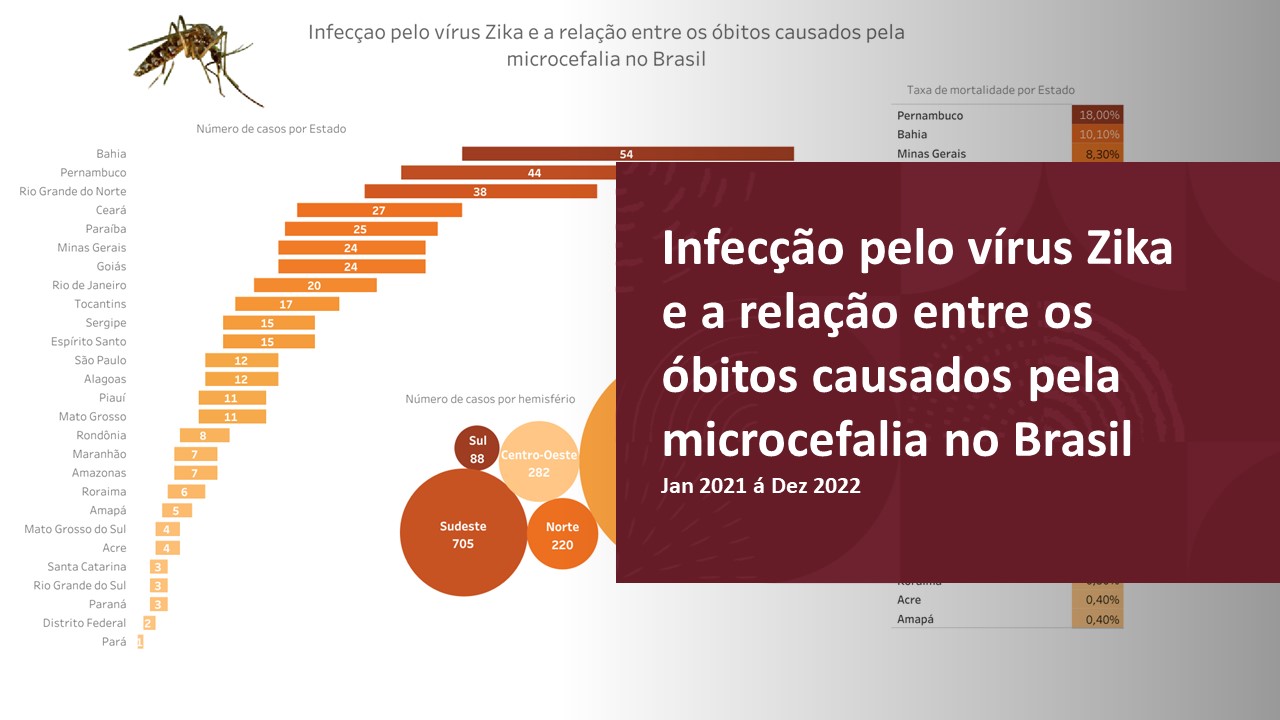 Infecçao pelo vírus Zika e a relação entre os óbitos causados pela
microcefalia no Brasil
Taxa de mortalidade por Estado
Pernambuco 18,00%
Bahia 10,10%
Minas Gerais 8,30%
Número de casos por Estado
Bahia 54
Pernambuco 44
Rio Grande do Norte 38
Ceará 27
Paraíba 25
Minas Gerais 24
Goiás 24
Rio de Janeiro 20
Tocantins 17
Sergipe 15
Espírito Santo 15
São Paulo 12
Alagoas 12
Piauí 11
Mato Grosso 11
Rondônia 8
Maranhão 7
Amazonas 7
Roraima 6
Amapá 5
Mato Grosso do Sul 4
Acre 4
Santa Catarina 3
Rio Grande do Sul 3
Paraná 3
Distrito Federal 2
Pará 1
Número de casos por hemisfério
Sul
88
Centro-Oeste
282
Sudeste
705
Norte
220
Infecção pelo vírus Zika
e a relação entre os
óbitos causados pela
microcefalia no Brasil
Jan 2021 á Dez 2022
Acre 0,40%
Amapá 0,40%